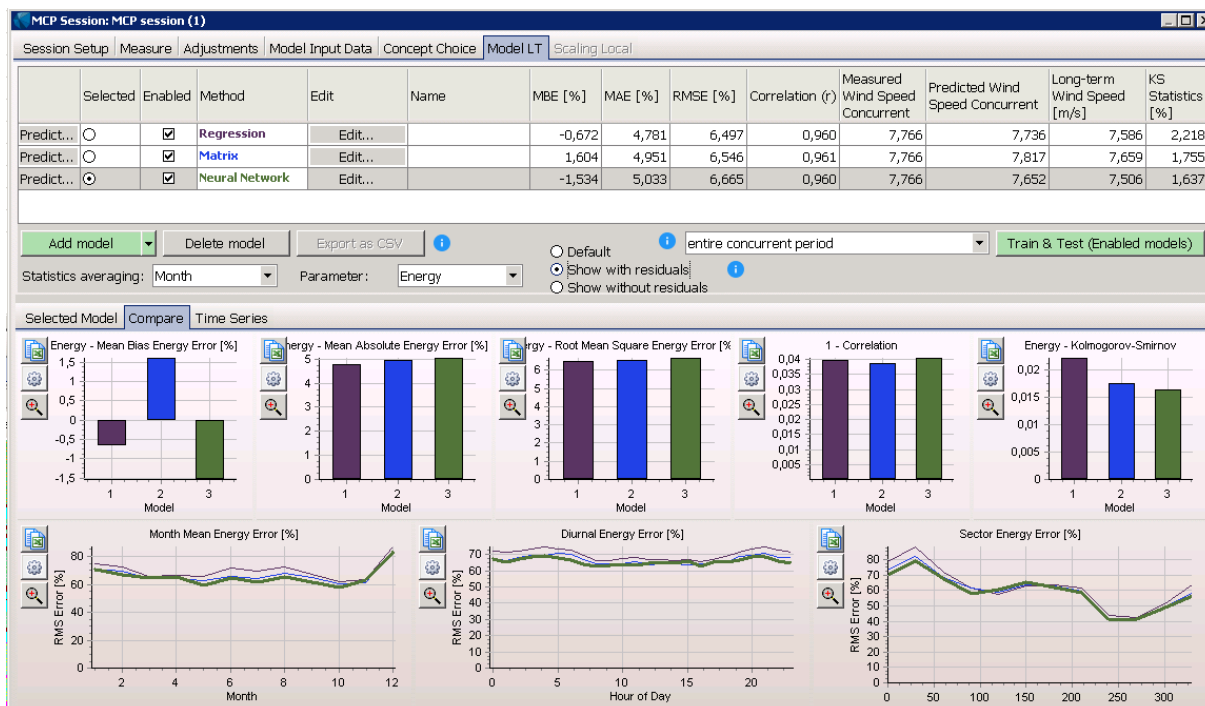 MCP Session: MCP session (1)
Session Setup Measure Adjustments Model Input Data Concept Choice Model LT Scaling Local
Selected Enabled Method Edit Name MBE [%] MAE [%] RMSE [%] Correlation (r) Measured Wind Speed Concurrent Predicted Wind Speed Concurrent Long-term Wind Speed [m/s] KS Statistics [%]
Predict... Regression Edit... -0,672 4,781 6,497 0,960 7,766 7,736 7,586 2,218
Predict... Matrix Edit... 1,604 4,951 6,546 0,961 7,766 7,817 7,659 1,755
Predict... Neural Network Edit... -1,534 5,033 6,665 0,960 7,766 7,652 7,506 1,637
Add model Delete model Export as CSV i Default i entire concurrent period Train & Test (Enabled models)
Statistics averaging: Month Parameter: Energy Show with residuals i
Show without residuals
Selected Model Compare Time Series
Energy - Mean Bias Energy Error [%]
1,5
1
0,5
0
-0,5
-1
-1,5
1 2 3
Model
nergy - Mean Absolute Energy Error [%]
5
4
3
2
1
0
1 2 3
Model
rgy - Root Mean Square Energy Error [%
6
5
4
3
2
1
0
1 2 3
Model
1 - Correlation
0,04
0,035
0,03
0,025
0,02
0,015
0,01
0,005
1 2 3
Model
Energy - Kolmogorov-Smirnov
0,02
0,015
0,01
0,005
0
1 2 3
Model
Month Mean Energy Error [%]
RMS Error [%]
80
60
40
20
0
2 4 6 8 10 12
Month
Diurnal Energy Error [%]
RMS Error [%]
70
60
50
40
30
20
10
0
0 5 10 15 20
Hour of Day
Sector Energy Error [%]
RMS Error [%]
80
70
60
50
40
30
20
10
0
0 50 100 150 200 250 300